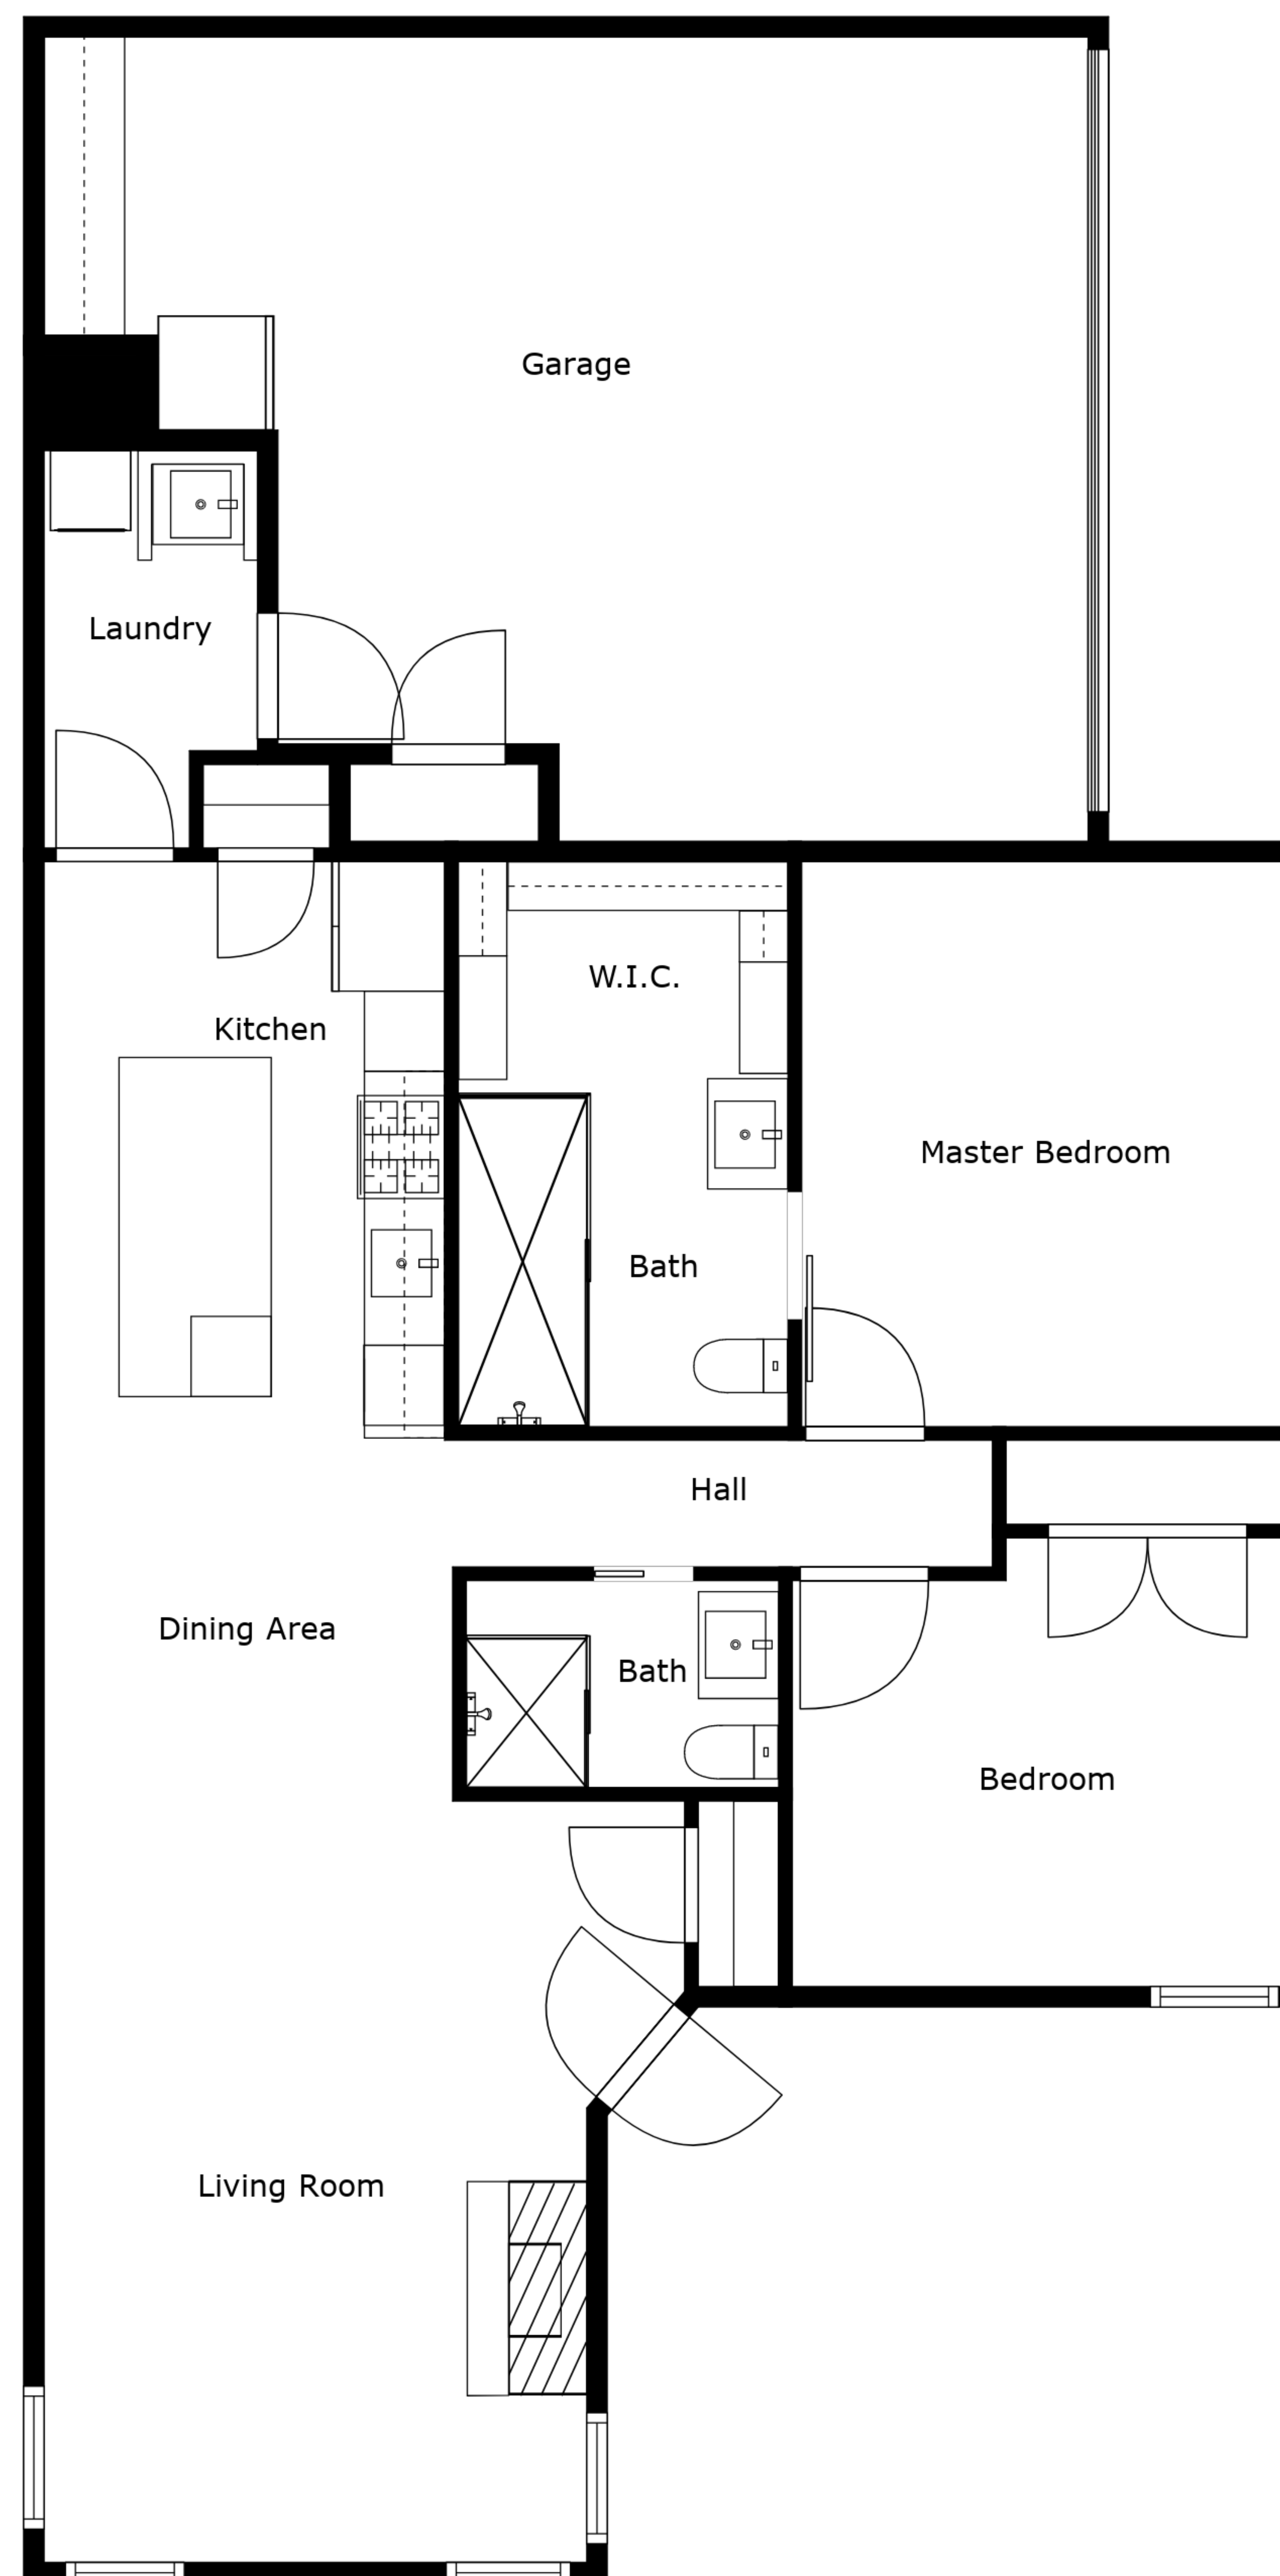 Garage
Laundry
W.I.C.
Kitchen
Master Bedroom
Bath
Hall
Dining Area
Bath
Bedroom
Living Room